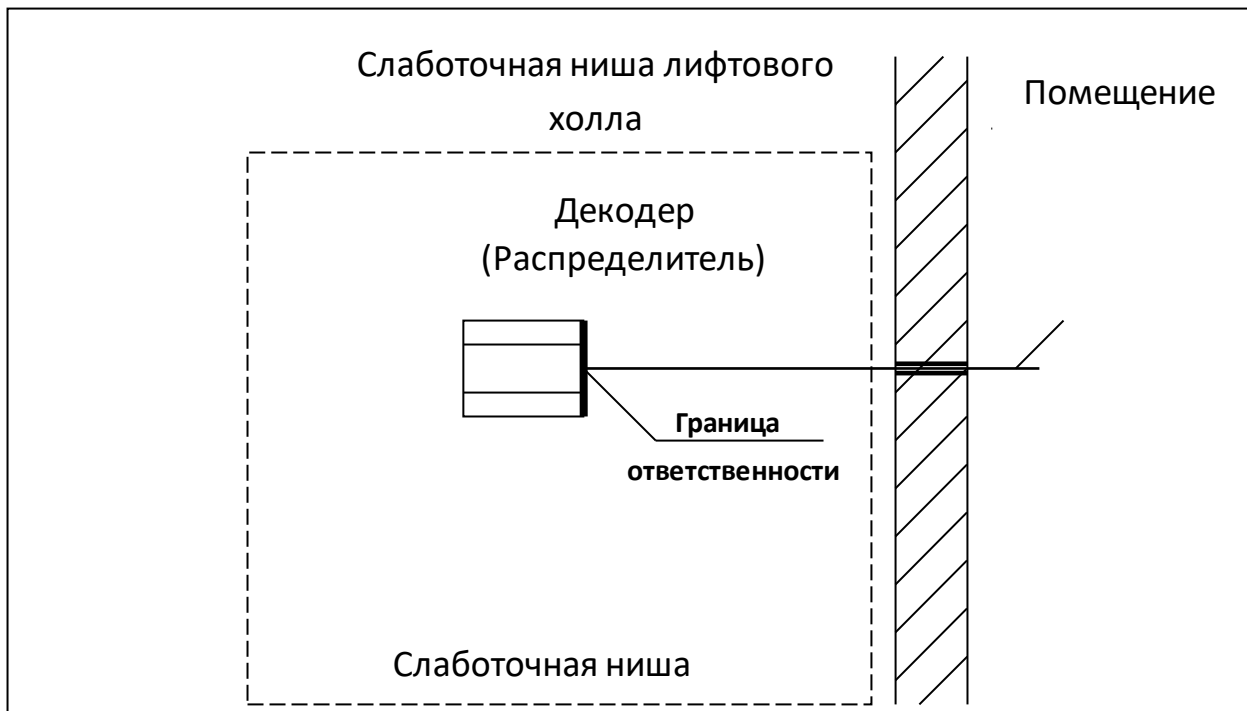 Слаботочная ниша лифтового
холла
Помещение
Декодер
(Распределитель)
Граница
ответственности
Слаботочная ниша